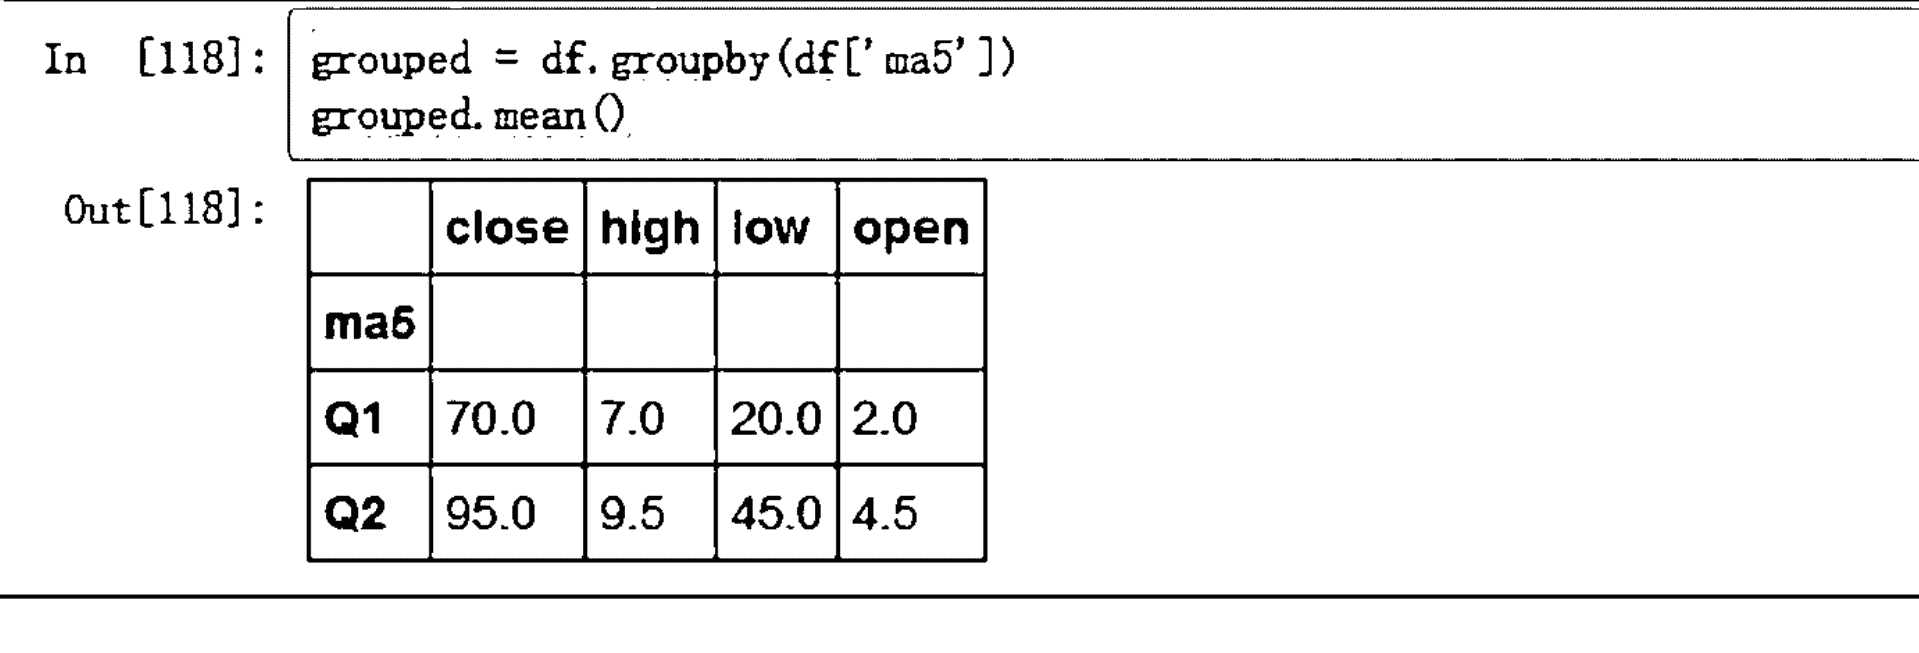 In [118]: grouped = df.groupby(df['ma5'])
grouped.mean()
Out[118]:
close high low open
ma5
Q1 70.0 7.0 20.0 2.0
Q2 95.0 9.5 45.0 4.5